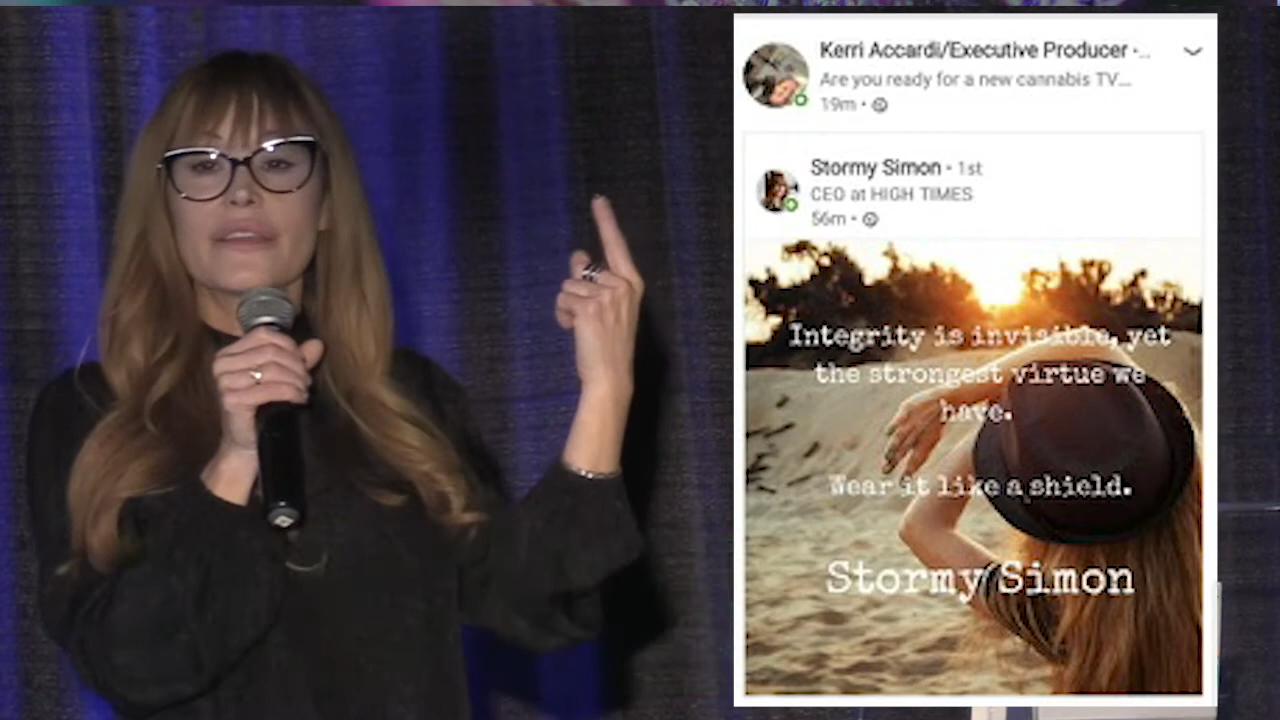 Kerri Accardi/Executive Producer ·...
Are you ready for a new cannabis TV...
19m •
Stormy Simon • 1st
CEO at HIGH TIMES
56m •
Integrity is invisible, yet
the strongest virtue we
have.
Wear it like a shield.
Stormy Simon